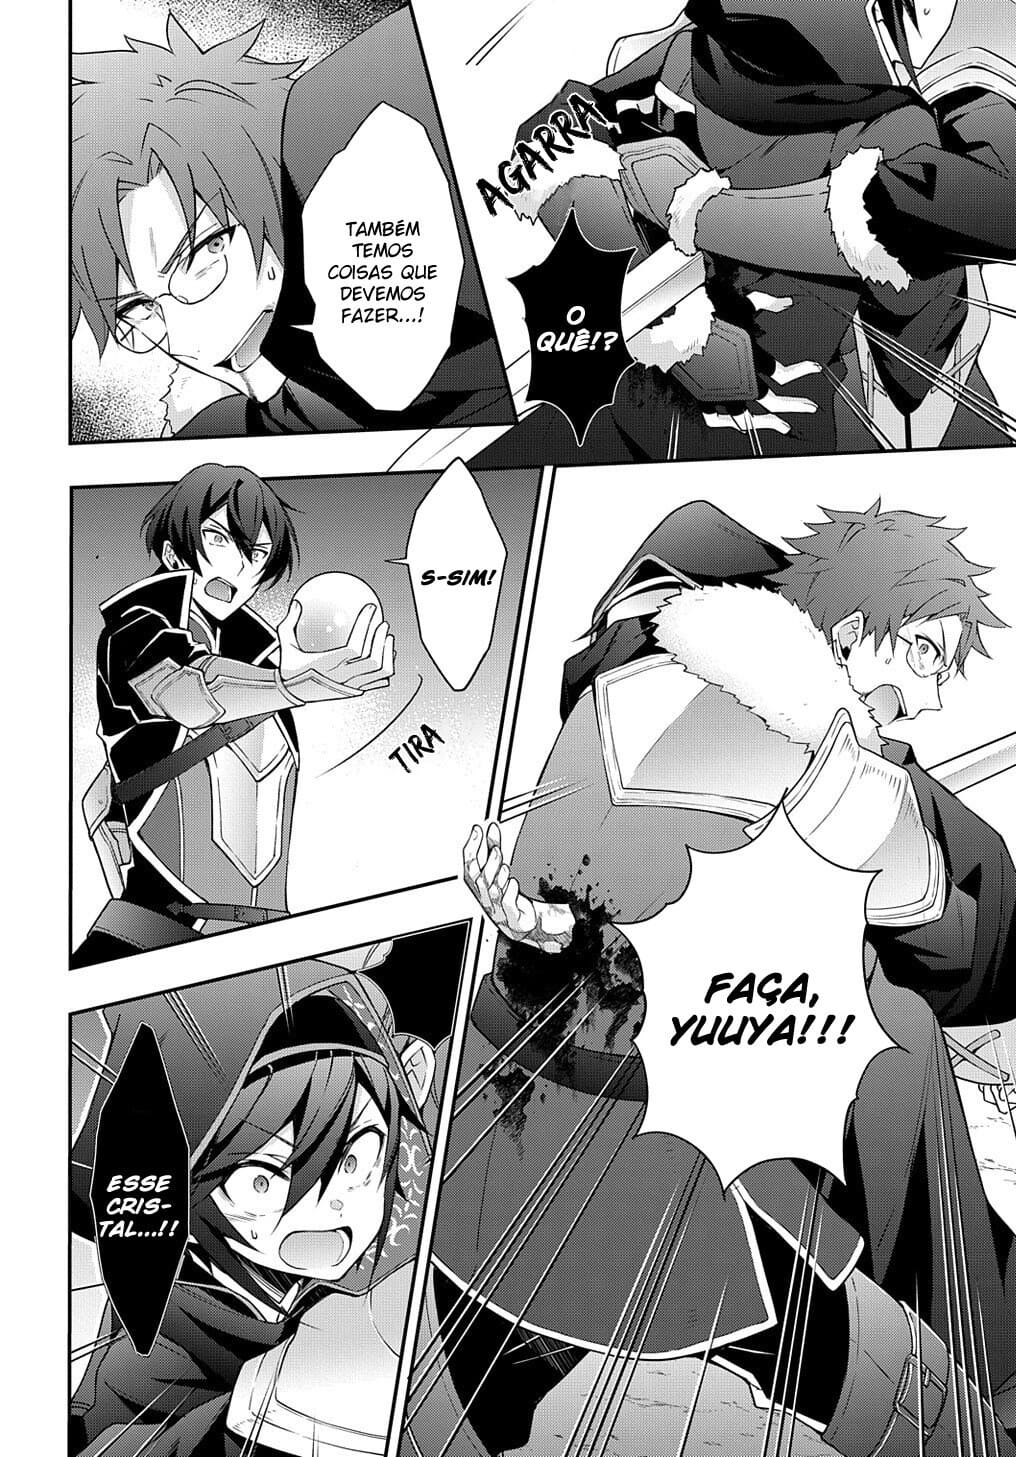 AGARRA
O
QUÊ!?
TAMBÉM
TEMOS
COISAS QUE
DEVEMOS
FAZER...!
FAÇA,
YUUYA!!!
S-SIM!
TIRA
ESSE
CRIS-
TAL...!!